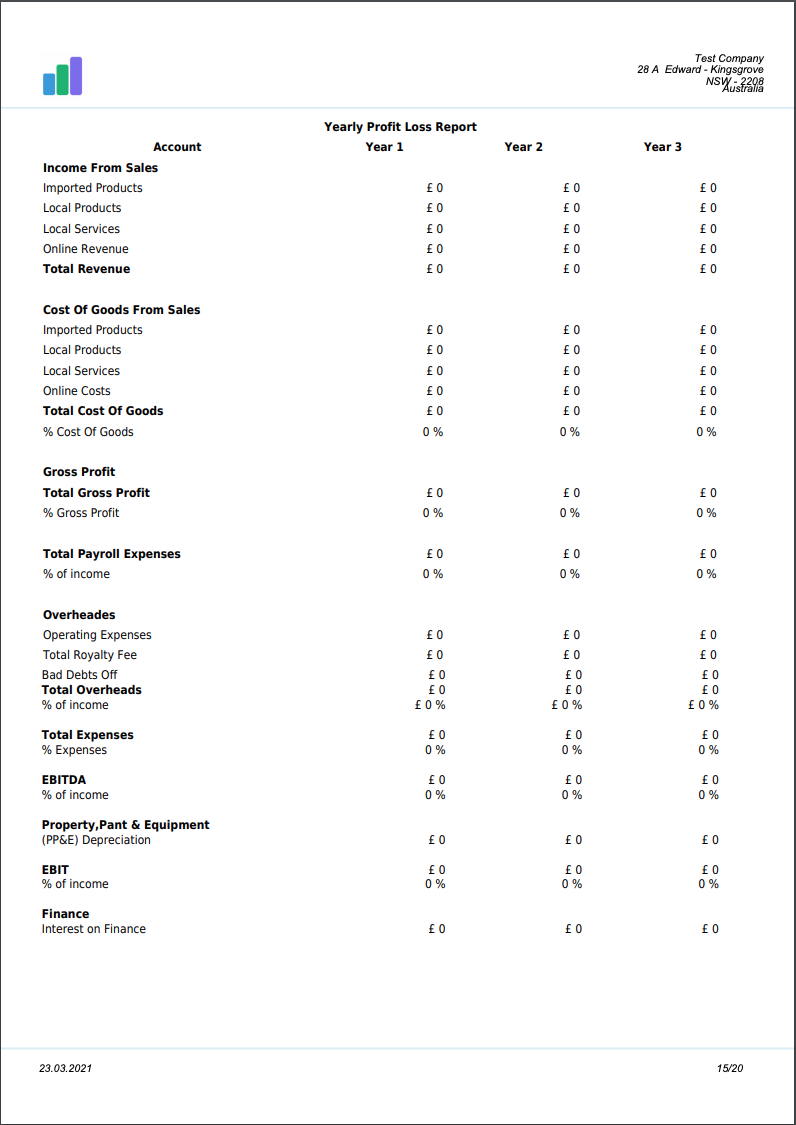 Test Company
28 A Edward - Kingsgrove
NSW - 2208
Australia
Yearly Profit Loss Report
Account Year 1 Year 2 Year 3
Income From Sales
Imported Products £ 0 £ 0 £ 0
Local Products £ 0 £ 0 £ 0
Local Services £ 0 £ 0 £ 0
Online Revenue £ 0 £ 0 £ 0
Total Revenue £ 0 £ 0 £ 0
Cost Of Goods From Sales
Imported Products £ 0 £ 0 £ 0
Local Products £ 0 £ 0 £ 0
Local Services £ 0 £ 0 £ 0
Online Costs £ 0 £ 0 £ 0
Total Cost Of Goods £ 0 £ 0 £ 0
% Cost Of Goods 0 % 0 % 0 %
Gross Profit
Total Gross Profit £ 0 £ 0 £ 0
% Gross Profit 0 % 0 % 0 %
Total Payroll Expenses £ 0 £ 0 £ 0
% of income 0 % 0 % 0 %
Overheades
Operating Expenses £ 0 £ 0 £ 0
Total Royalty Fee £ 0 £ 0 £ 0
Bad Debts Off £ 0 £ 0 £ 0
Total Overheads £ 0 £ 0 £ 0
% of income £ 0 % £ 0 % £ 0 %
Total Expenses £ 0 £ 0 £ 0
% Expenses 0 % 0 % 0 %
EBITDA £ 0 £ 0 £ 0
% of income 0 % 0 % 0 %
Property,Pant & Equipment
(PP&E) Depreciation £ 0 £ 0 £ 0
EBIT £ 0 £ 0 £ 0
% of income 0 % 0 % 0 %
Finance
Interest on Finance £ 0 £ 0 £ 0
23.03.2021 15/20